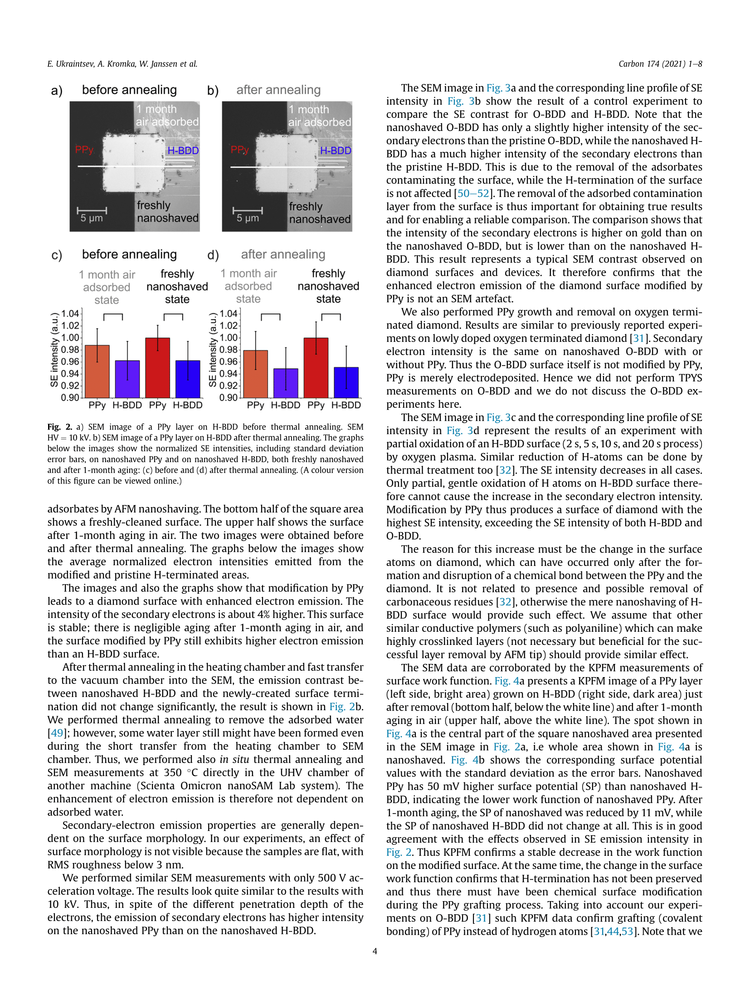 E. Ukraintsev, A. Kromka, W. Janssen et al.
Carbon 174 (2021) 1–8
a) before annealing
b) after annealing
1 month
air adsorbed
PPy
H-BDD
freshly
nanoshaved
5 μm
1 month
air adsorbed
PPy
H-BDD
freshly
nanoshaved
5 μm
c) before annealing
1 month air
adsorbed
state
freshly
nanoshaved
state
SE intensity (a.u.)
1.04
1.02
1.00
0.98
0.96
0.94
0.92
0.90
PPy H-BDD PPy H-BDD
d) after annealing
1 month air
adsorbed
state
freshly
nanoshaved
state
SE intensity (a.u.)
1.04
1.02
1.00
0.98
0.96
0.94
0.92
0.90
PPy H-BDD PPy H-BDD
Fig. 2. a) SEM image of a PPy layer on H-BDD before thermal annealing. SEM
HV = 10 kV. b) SEM image of a PPy layer on H-BDD after thermal annealing. The graphs
below the images show the normalized SE intensities, including standard deviation
error bars, on nanoshaved PPy and on nanoshaved H-BDD, both freshly nanoshaved
and after 1-month aging: (c) before and (d) after thermal annealing. (A colour version
of this figure can be viewed online.)
adsorbates by AFM nanoshaving. The bottom half of the square area
shows a freshly-cleaned surface. The upper half shows the surface
after 1-month aging in air. The two images were obtained before
and after thermal annealing. The graphs below the images show
the average normalized electron intensities emitted from the
modified and pristine H-terminated areas.
The images and also the graphs show that modification by PPy
leads to a diamond surface with enhanced electron emission. The
intensity of the secondary electrons is about 4% higher. This surface
is stable; there is negligible aging after 1-month aging in air, and
the surface modified by PPy still exhibits higher electron emission
than an H-BDD surface.
After thermal annealing in the heating chamber and fast transfer
to the vacuum chamber into the SEM, the emission contrast be-
tween nanoshaved H-BDD and the newly-created surface termi-
nation did not change significantly, the result is shown in Fig. 2b.
We performed thermal annealing to remove the adsorbed water
[49]; however, some water layer still might have been formed even
during the short transfer from the heating chamber to SEM
chamber. Thus, we performed also in situ thermal annealing and
SEM measurements at 350 °C directly in the UHV chamber of
another machine (Scienta Omicron nanoSAM Lab system). The
enhancement of electron emission is therefore not dependent on
adsorbed water.
Secondary-electron emission properties are generally depen-
dent on the surface morphology. In our experiments, an effect of
surface morphology is not visible because the samples are flat, with
RMS roughness below 3 nm.
We performed similar SEM measurements with only 500 V ac-
celeration voltage. The results look quite similar to the results with
10 kV. Thus, in spite of the different penetration depth of the
electrons, the emission of secondary electrons has higher intensity
on the nanoshaved PPy than on the nanoshaved H-BDD.
The SEM image in Fig. 3a and the corresponding line profile of SE
intensity in Fig. 3b show the result of a control experiment to
compare the SE contrast for O-BDD and H-BDD. Note that the
nanoshaved O-BDD has only a slightly higher intensity of the sec-
ondary electrons than the pristine O-BDD, while the nanoshaved H-
BDD has a much higher intensity of the secondary electrons than
the pristine H-BDD. This is due to the removal of the adsorbates
contaminating the surface, while the H-termination of the surface
is not affected [50–52]. The removal of the adsorbed contamination
layer from the surface is thus important for obtaining true results
and for enabling a reliable comparison. The comparison shows that
the intensity of the secondary electrons is higher on gold than on
the nanoshaved O-BDD, but is lower than on the nanoshaved H-
BDD. This result represents a typical SEM contrast observed on
diamond surfaces and devices. It therefore confirms that the
enhanced electron emission of the diamond surface modified by
PPy is not an SEM artefact.
We also performed PPy growth and removal on oxygen termi-
nated diamond. Results are similar to previously reported experi-
ments on lowly doped oxygen terminated diamond [31]. Secondary
electron intensity is the same on nanoshaved O-BDD with or
without PPy. Thus the O-BDD surface itself is not modified by PPy,
PPy is merely electrodeposited. Hence we did not perform TPYS
measurements on O-BDD and we do not discuss the O-BDD ex-
periments here.
The SEM image in Fig. 3c and the corresponding line profile of SE
intensity in Fig. 3d represent the results of an experiment with
partial oxidation of an H-BDD surface (2 s, 5 s, 10 s, and 20 s process)
by oxygen plasma. Similar reduction of H-atoms can be done by
thermal treatment too [32]. The SE intensity decreases in all cases.
Only partial, gentle oxidation of H atoms on H-BDD surface there-
fore cannot cause the increase in the secondary electron intensity.
Modification by PPy thus produces a surface of diamond with the
highest SE intensity, exceeding the SE intensity of both H-BDD and
O-BDD.
The reason for this increase must be the change in the surface
atoms on diamond, which can have occurred only after the for-
mation and disruption of a chemical bond between the PPy and the
diamond. It is not related to presence and possible removal of
carbonaceous residues [32], otherwise the mere nanoshaving of H-
BDD surface would provide such effect. We assume that other
similar conductive polymers (such as polyaniline) which can make
highly crosslinked layers (not necessary but beneficial for the suc-
cessful layer removal by AFM tip) should provide similar effect.
The SEM data are corroborated by the KPFM measurements of
surface work function. Fig. 4a presents a KPFM image of a PPy layer
(left side, bright area) grown on H-BDD (right side, dark area) just
after removal (bottom half, below the white line) and after 1-month
aging in air (upper half, above the white line). The spot shown in
Fig. 4a is the central part of the square nanoshaved area presented
in the SEM image in Fig. 2a, i.e whole area shown in Fig. 4a is
nanoshaved. Fig. 4b shows the corresponding surface potential
values with the standard deviation as the error bars. Nanoshaved
PPy has 50 mV higher surface potential (SP) than nanoshaved H-
BDD, indicating the lower work function of nanoshaved PPy. After
1-month aging, the SP of nanoshaved was reduced by 11 mV, while
the SP of nanoshaved H-BDD did not change at all. This is in good
agreement with the effects observed in SE emission intensity in
Fig. 2. Thus KPFM confirms a stable decrease in the work function
on the modified surface. At the same time, the change in the surface
work function confirms that H-termination has not been preserved
and thus there must have been chemical surface modification
during the PPy grafting process. Taking into account our experi-
ments on O-BDD [31] such KPFM data confirm grafting (covalent
bonding) of PPy instead of hydrogen atoms [31,44,53]. Note that we
4